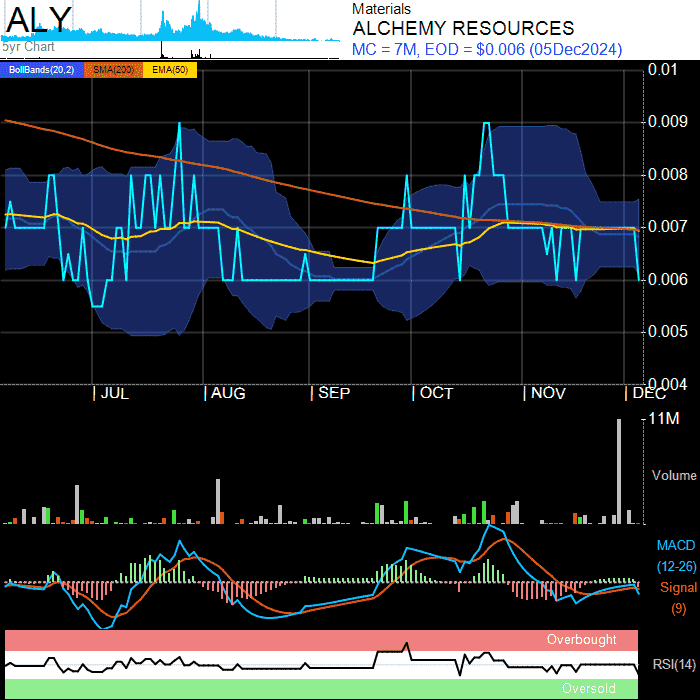 ALY
5yr Chart
Materials
ALCHEMY RESOURCES
MC = 7M, EOD = $0.006 (05Dec2024)
BollBands(20,2) SMA(200) EMA(50)
0.01
0.009
0.008
0.007
0.006
0.005
0.004
JUL AUG SEP OCT NOV DEC
11M
Volume
MACD
(12-26)
Signal
(9)
Overbought
RSI(14)
Oversold